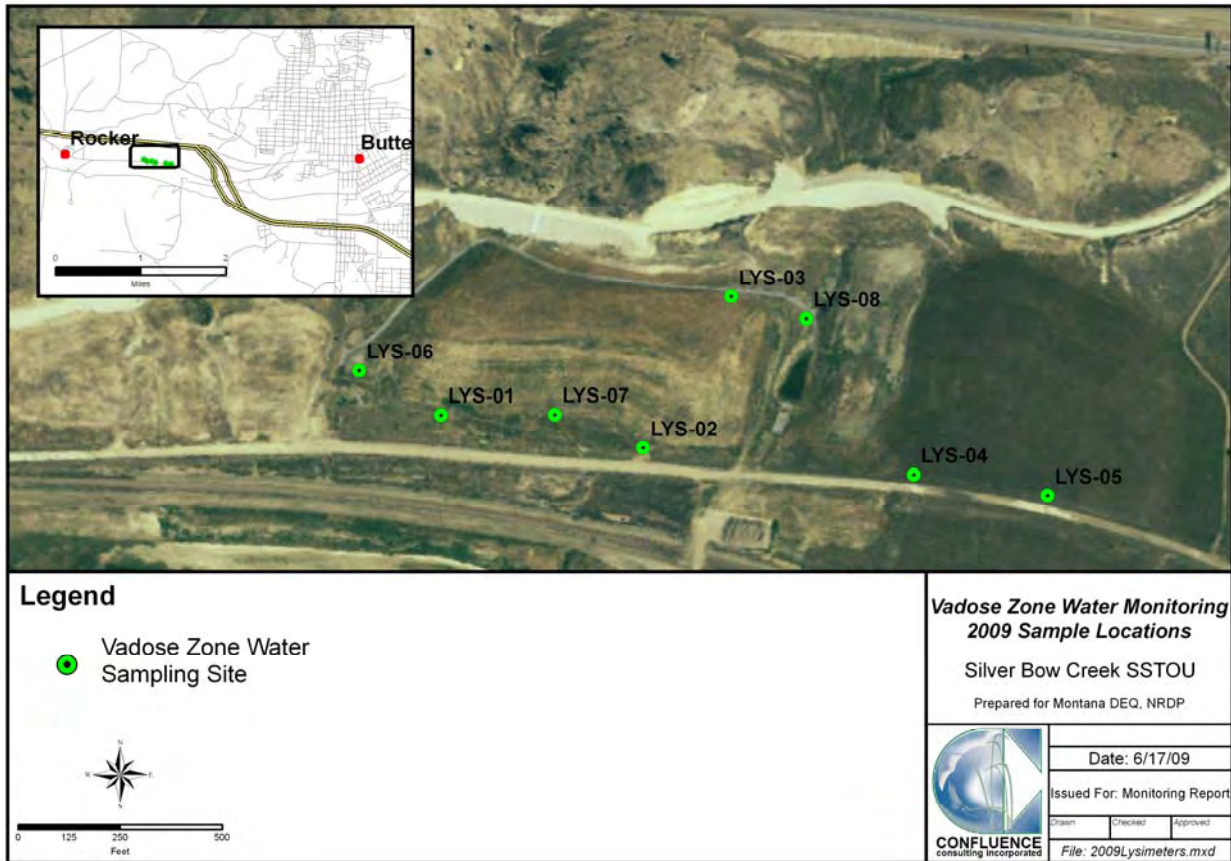 Rocker
Butte
0 1 2
Miles
LYS-03
LYS-08
LYS-06
LYS-01
LYS-07
LYS-02
LYS-04
LYS-05
Legend
Vadose Zone Water
Sampling Site
N
W E
S
0 125 250 500
Feet
Vadose Zone Water Monitoring
2009 Sample Locations
Silver Bow Creek SSTOU
Prepared for Montana DEQ, NRDP
CONFLUENCE
consulting incorporated
Date: 6/17/09
Issued For: Monitoring Report
Drawn Checked Approved
File: 2009Lysimeters.mxd